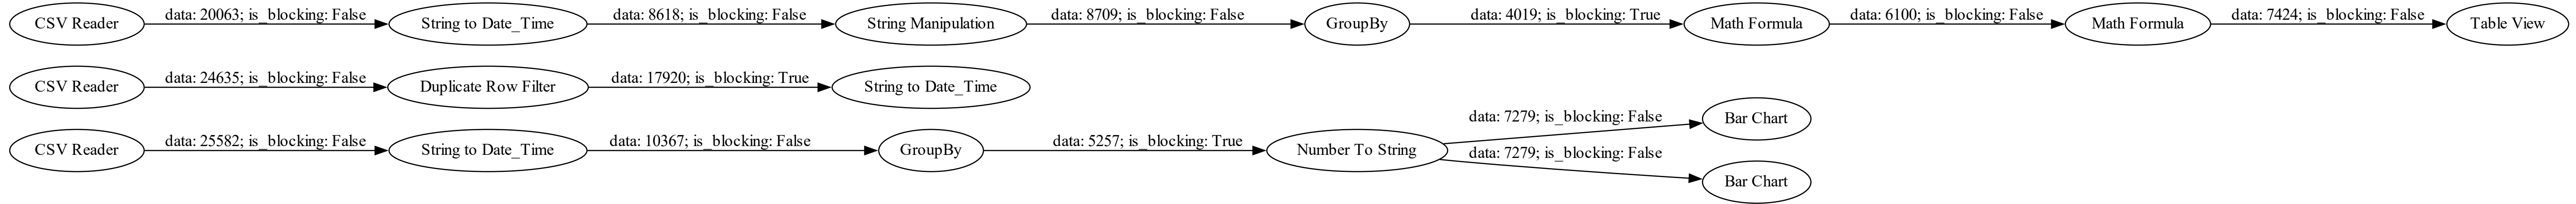 CSV Reader data: 20063; is_blocking: False String to Date_Time data: 8618; is_blocking: False String Manipulation data: 8709; is_blocking: False GroupBy data: 4019; is_blocking: True Math Formula data: 6100; is_blocking: False Math Formula data: 7424; is_blocking: False Table View
CSV Reader data: 24635; is_blocking: False Duplicate Row Filter data: 17920; is_blocking: True String to Date_Time
CSV Reader data: 25582; is_blocking: False String to Date_Time data: 10367; is_blocking: False GroupBy data: 5257; is_blocking: True Number To String
data: 7279; is_blocking: False Bar Chart
data: 7279; is_blocking: False Bar Chart